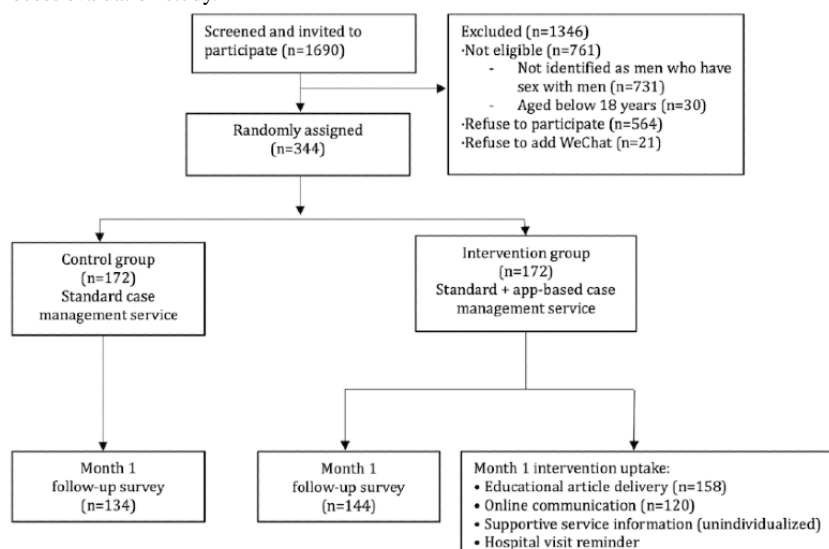 Screened and invited to
participate (n=1690)
Excluded (n=1346)
·Not eligible (n=761)
- Not identified as men who have
sex with men (n=731)
- Aged below 18 years (n=30)
·Refuse to participate (n=564)
·Refuse to add WeChat (n=21)
Randomly assigned
(n=344)
Control group
(n=172)
Standard case
management service
Intervention group
(n=172)
Standard + app-based case
management service
Month 1
follow-up survey
(n=134)
Month 1
follow-up survey
(n=144)
Month 1 intervention uptake:
• Educational article delivery (n=158)
• Online communication (n=120)
• Supportive service information (unindividualized)
• Hospital visit reminder